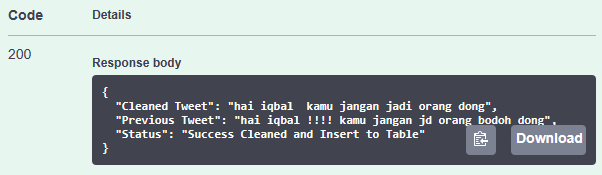 Code Details
200
Response body
{
"Cleaned Tweet": "hai iqbal  kamu jangan jadi orang dong",
"Previous Tweet": "hai iqbal !!!! kamu jangan jd orang bodoh dong",
"Status": "Success Cleaned and Insert to Table"
}
Download